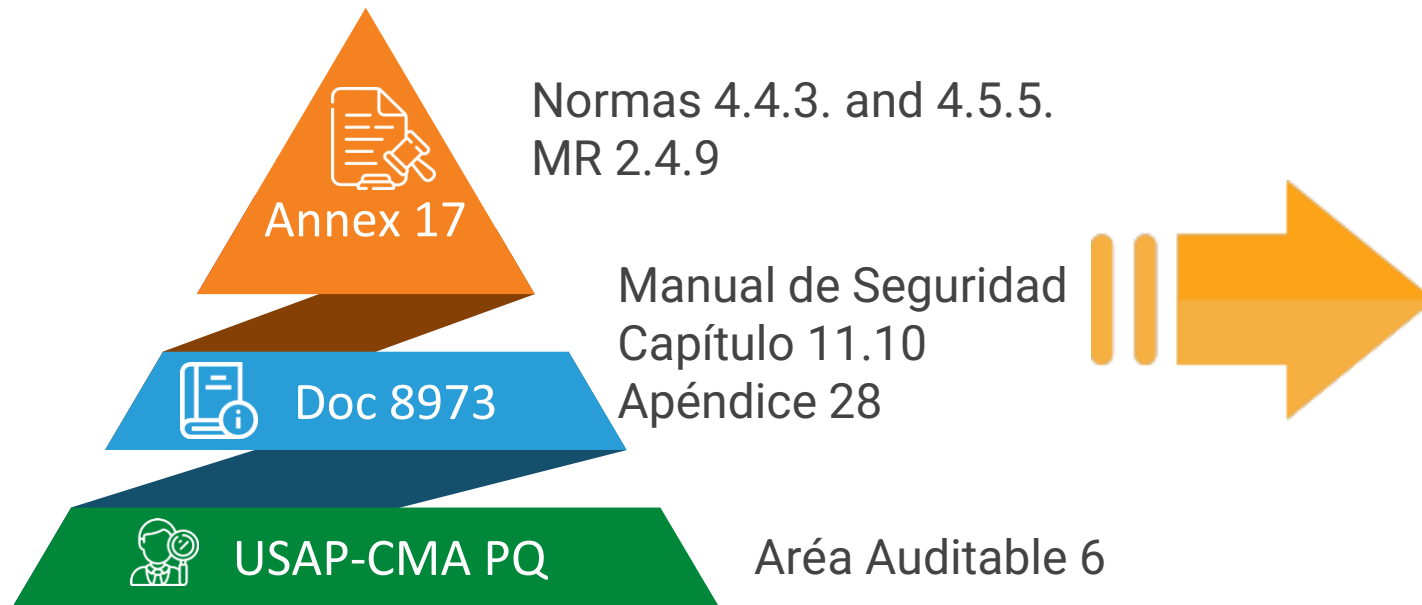 Normas 4.4.3. and 4.5.5.
MR 2.4.9
Annex 17
Manual de Seguridad
Capítulo 11.10
Doc 8973
Apéndice 28
USAP-CMA PQ
Aréa Auditable 6